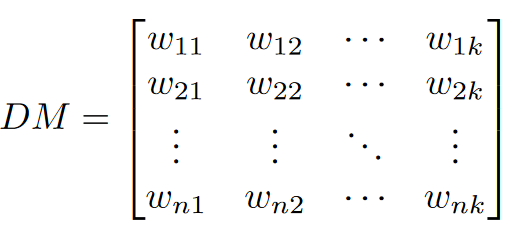 DM = [w₁₁ w₁₂ ⋯ w₁ₖ
w₂₁ w₂₂ ⋯ w₂ₖ
⋮ ⋮ ⋱ ⋮
wₙ₁ wₙ₂ ⋯ wₙₖ]